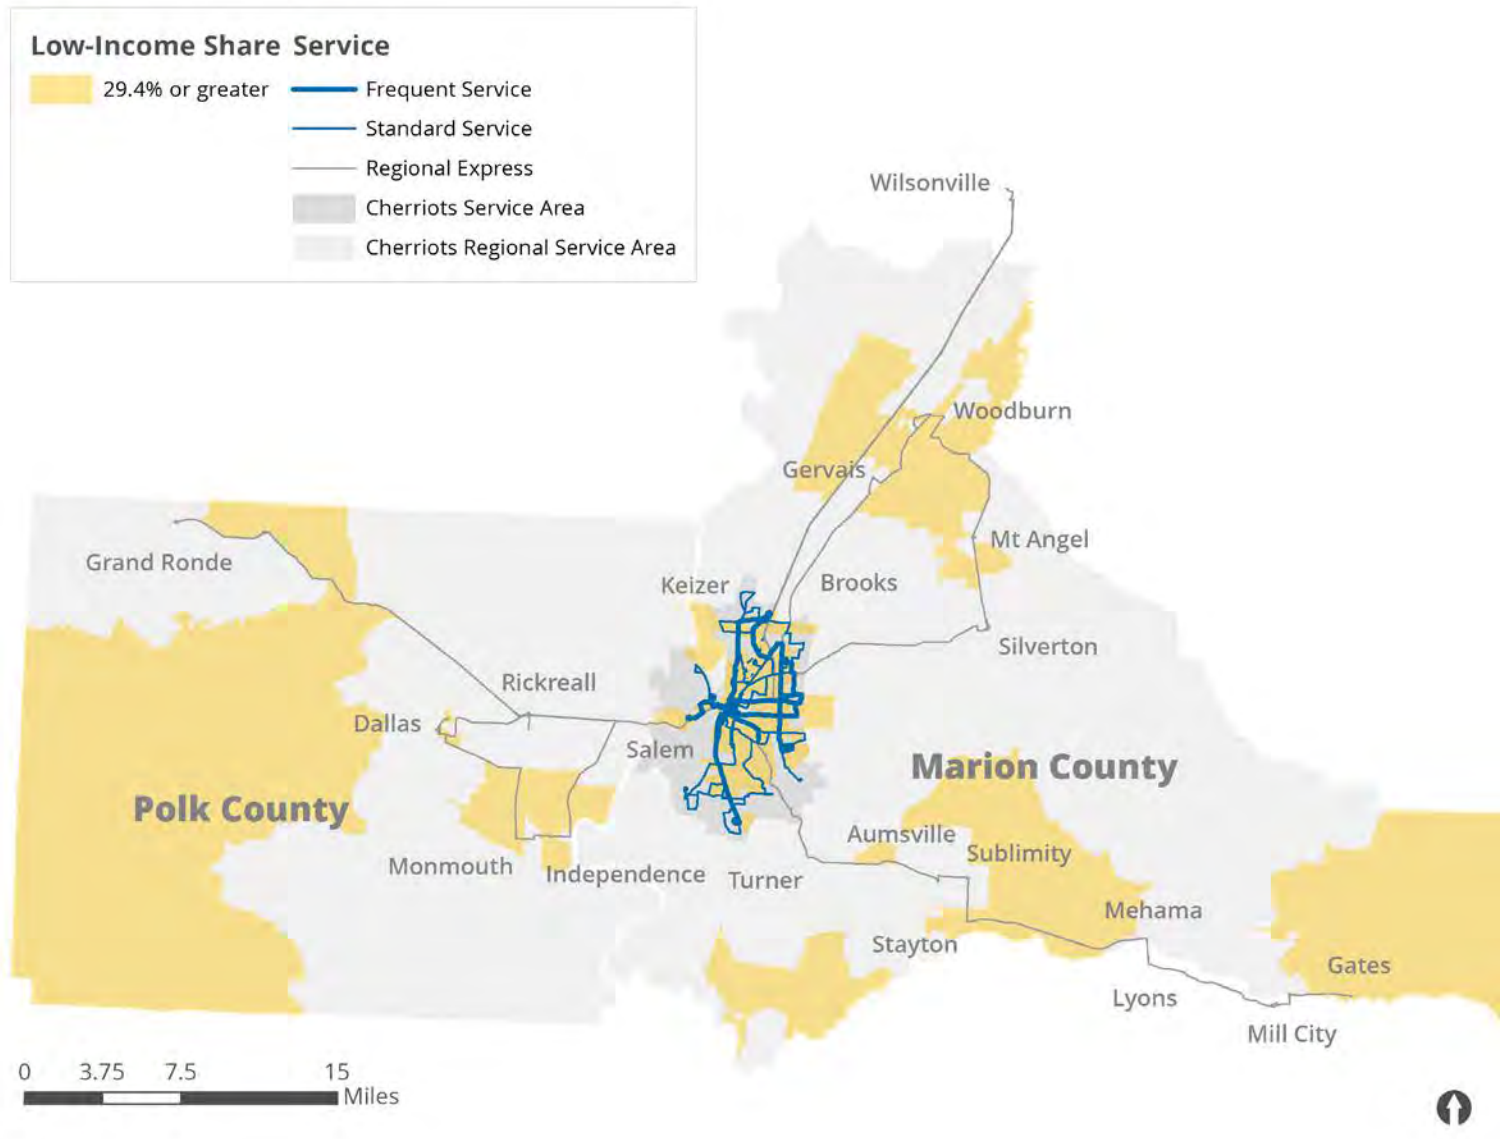 Low-Income Share Service
29.4% or greater
Frequent Service
Standard Service
Regional Express
Cherriots Service Area
Cherriots Regional Service Area
Wilsonville
Woodburn
Gervais
Mt Angel
Grand Ronde
Keizer
Brooks
Silverton
Rickreall
Dallas
Salem
Marion County
Polk County
Aumsville
Sublimity
Monmouth
Independence
Turner
Mehama
Stayton
Gates
Lyons
Mill City
0 3.75 7.5 15
Miles